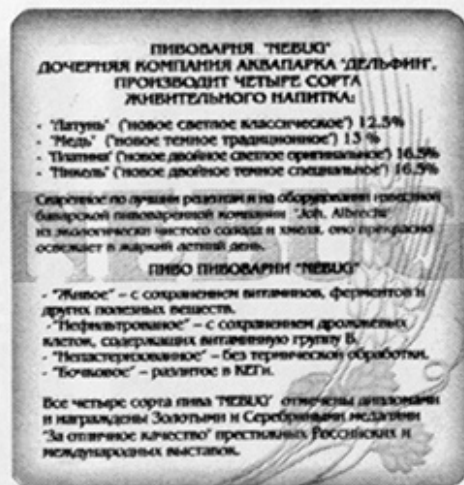 ПИВОВАРНЯ "NEBUG"
ДОЧЕРНЯЯ КОМПАНИЯ АКВАПАРКА "ДЕЛЬФИН",
ПРОИЗВОДИТ ЧЕТЫРЕ СОРТА
ЖИВИТЕЛЬНОГО НАПИТКА:
- "Латунь" ("новое светлое классическое") 12.5%
- "Медь" ("новое темное традиционное") 13 %
- "Платина" ("новое двойное светлое оригинальное") 16.5%
- "Никель" ("новое двойное темное специальное") 16.5%
Сваренное по лучшим рецептам и на оборудовании известной
баварской пивоваренной компании "Joh. Albrecht"
из экологически чистого солода и хмеля, оно прекрасно
освежает в жаркий летний день.
NEBUG
ПИВО ПИВОВАРНИ "NEBUG"
- "Живое" – с сохранением витаминов, ферментов и
других полезных веществ.
- "Нефильтрованое" – с сохранением дрожжевых
клеток, содержащих витаминную группу В.
- "Непастеризованное" – без термической обработки.
- "Бочковое" – разлитое в КЕГи.
Все четыре сорта пива "NEBUG" отмечены дипломами
и награждены Золотыми и Серебряными медалями
"За отличное качество" престижных Российских и
международных выставок.